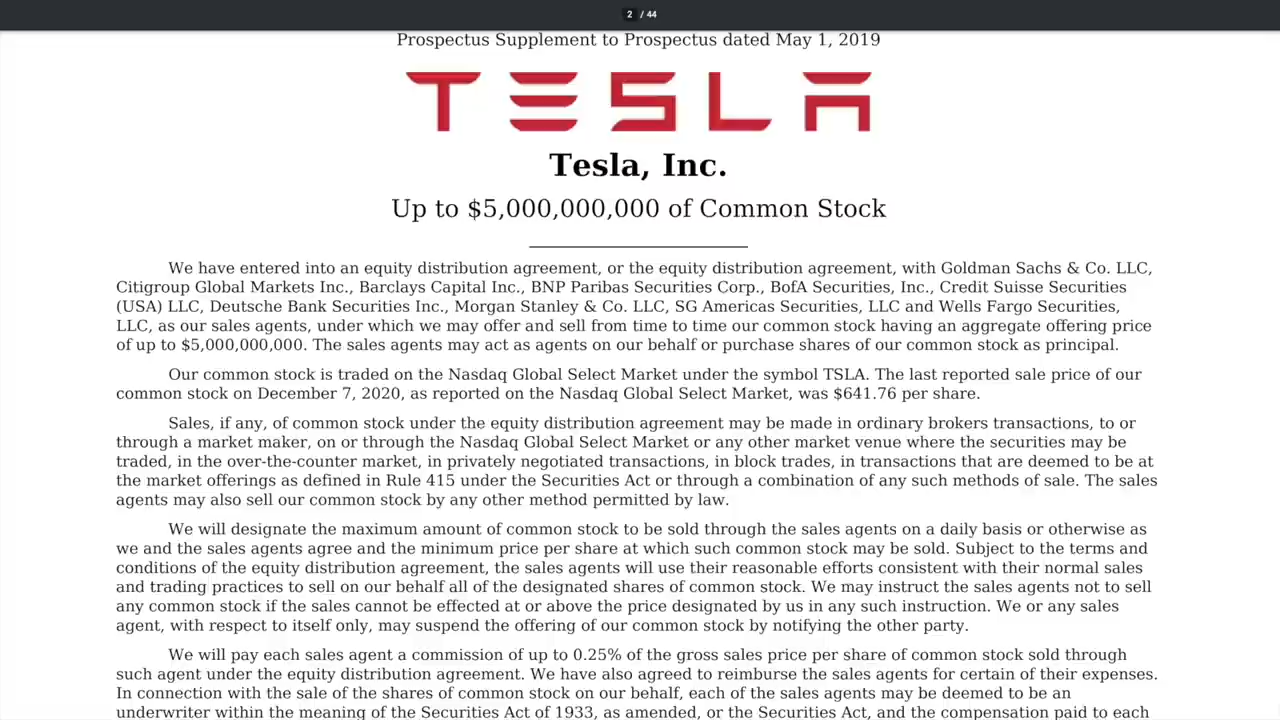 2 / 44
Prospectus Supplement to Prospectus dated May 1, 2019
TESLA
Tesla, Inc.
Up to $5,000,000,000 of Common Stock
We have entered into an equity distribution agreement, or the equity distribution agreement, with Goldman Sachs & Co. LLC,
Citigroup Global Markets Inc., Barclays Capital Inc., BNP Paribas Securities Corp., BofA Securities, Inc., Credit Suisse Securities
(USA) LLC, Deutsche Bank Securities Inc., Morgan Stanley & Co. LLC, SG Americas Securities, LLC and Wells Fargo Securities,
LLC, as our sales agents, under which we may offer and sell from time to time our common stock having an aggregate offering price
of up to $5,000,000,000. The sales agents may act as agents on our behalf or purchase shares of our common stock as principal.
Our common stock is traded on the Nasdaq Global Select Market under the symbol TSLA. The last reported sale price of our
common stock on December 7, 2020, as reported on the Nasdaq Global Select Market, was $641.76 per share.
Sales, if any, of common stock under the equity distribution agreement may be made in ordinary brokers transactions, to or
through a market maker, on or through the Nasdaq Global Select Market or any other market venue where the securities may be
traded, in the over-the-counter market, in privately negotiated transactions, in block trades, in transactions that are deemed to be at
the market offerings as defined in Rule 415 under the Securities Act or through a combination of any such methods of sale. The sales
agents may also sell our common stock by any other method permitted by law.
We will designate the maximum amount of common stock to be sold through the sales agents on a daily basis or otherwise as
we and the sales agents agree and the minimum price per share at which such common stock may be sold. Subject to the terms and
conditions of the equity distribution agreement, the sales agents will use their reasonable efforts consistent with their normal sales
and trading practices to sell on our behalf all of the designated shares of common stock. We may instruct the sales agents not to sell
any common stock if the sales cannot be effected at or above the price designated by us in any such instruction. We or any sales
agent, with respect to itself only, may suspend the offering of our common stock by notifying the other party.
We will pay each sales agent a commission of up to 0.25% of the gross sales price per share of common stock sold through
such agent under the equity distribution agreement. We have also agreed to reimburse the sales agents for certain of their expenses.
In connection with the sale of the shares of common stock on our behalf, each of the sales agents may be deemed to be an
underwriter within the meaning of the Securities Act of 1933, as amended, or the Securities Act, and the compensation paid to each